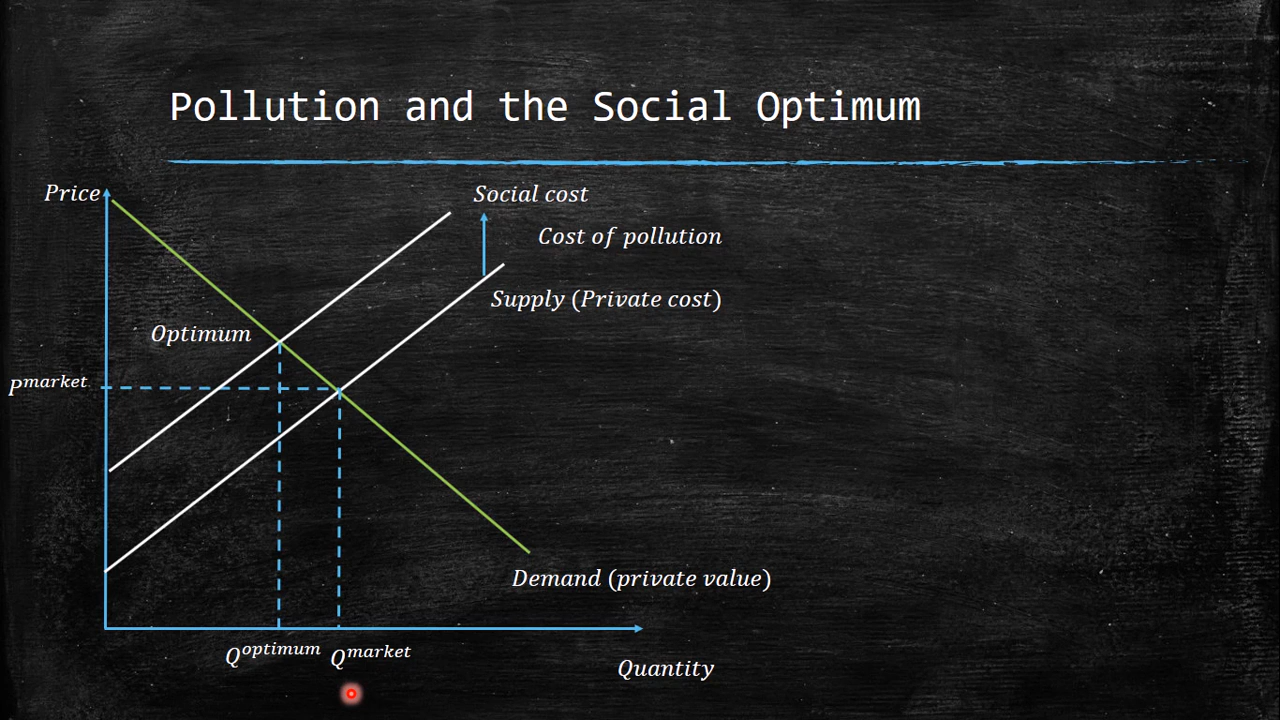 Pollution and the Social Optimum
Price
Social cost
Cost of pollution
Supply (Private cost)
Optimum
P^market
Demand (private value)
Q^optimum Q^market
Quantity